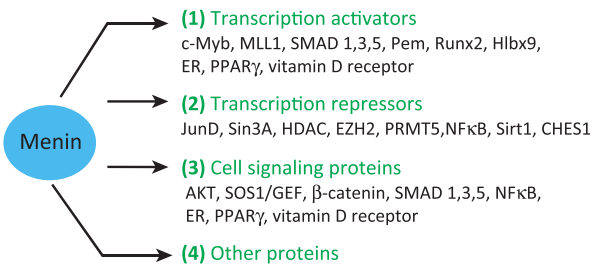 (1) Transcription activators
c-Myb, MLL1, SMAD 1,3,5, Pem, Runx2, Hlbx9,
ER, PPARγ, vitamin D receptor
(2) Transcription repressors
JunD, Sin3A, HDAC, EZH2, PRMT5,NFκB, Sirt1, CHES1
Menin
(3) Cell signaling proteins
AKT, SOS1/GEF, β-catenin, SMAD 1,3,5, NFκB,
ER, PPARγ, vitamin D receptor
(4) Other proteins